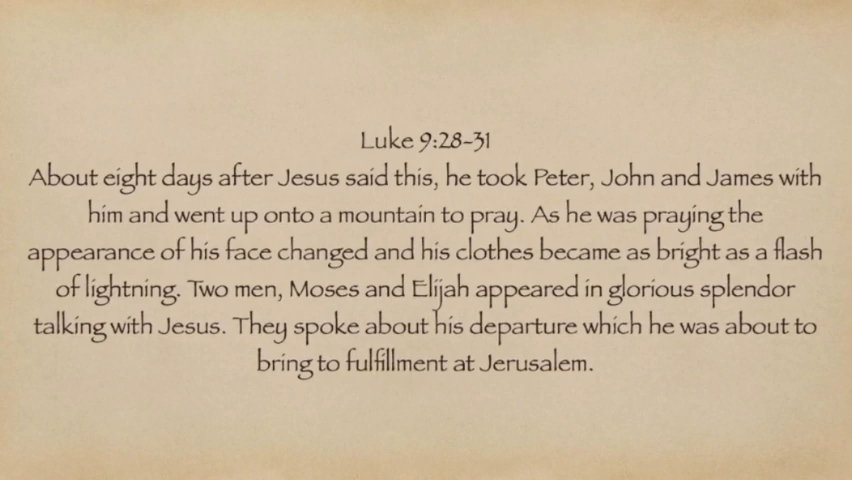 Luke 9:28-31
About eight days after Jesus said this, he took Peter, John and James with
him and went up onto a mountain to pray. As he was praying the
appearance of his face changed and his clothes became as bright as a flash
of lightning. Two men, Moses and Elijah appeared in glorious splendor
talking with Jesus. They spoke about his departure which he was about to
bring to fulfillment at Jerusalem.